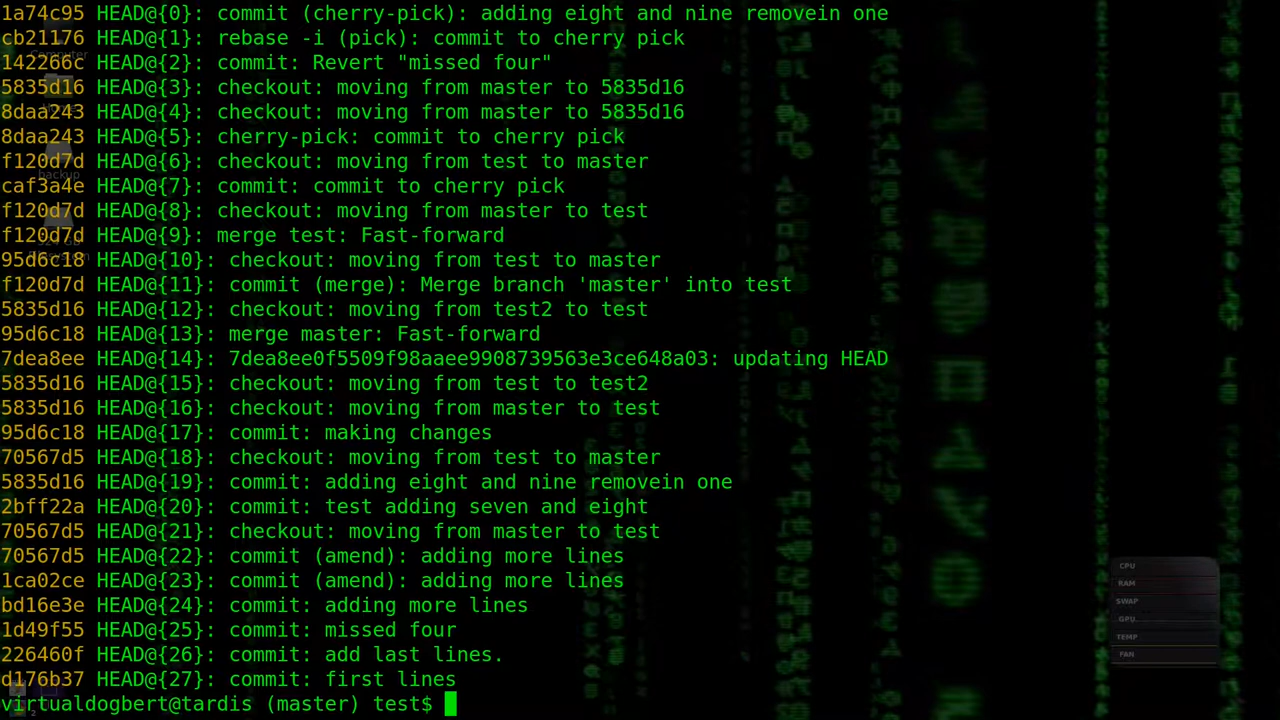 1a74c95 HEAD@{0}: commit (cherry-pick): adding eight and nine removein one
cb21176 HEAD@{1}: rebase -i (pick): commit to cherry pick
142266c HEAD@{2}: commit: Revert "missed four"
5835d16 HEAD@{3}: checkout: moving from master to 5835d16
8daa243 HEAD@{4}: checkout: moving from master to 5835d16
8daa243 HEAD@{5}: cherry-pick: commit to cherry pick
f120d7d HEAD@{6}: checkout: moving from test to master
caf3a4e HEAD@{7}: commit: commit to cherry pick
f120d7d HEAD@{8}: checkout: moving from master to test
f120d7d HEAD@{9}: merge test: Fast-forward
95d6c18 HEAD@{10}: checkout: moving from test to master
f120d7d HEAD@{11}: commit (merge): Merge branch 'master' into test
5835d16 HEAD@{12}: checkout: moving from test2 to test
95d6c18 HEAD@{13}: merge master: Fast-forward
7dea8ee HEAD@{14}: 7dea8ee0f5509f98aaee9908739563e3ce648a03: updating HEAD
5835d16 HEAD@{15}: checkout: moving from test to test2
5835d16 HEAD@{16}: checkout: moving from master to test
95d6c18 HEAD@{17}: commit: making changes
70567d5 HEAD@{18}: checkout: moving from test to master
5835d16 HEAD@{19}: commit: adding eight and nine removein one
2bff22a HEAD@{20}: commit: test adding seven and eight
70567d5 HEAD@{21}: checkout: moving from master to test
70567d5 HEAD@{22}: commit (amend): adding more lines
1ca02ce HEAD@{23}: commit (amend): adding more lines
bd16e3e HEAD@{24}: commit: adding more lines
1d49f55 HEAD@{25}: commit: missed four
226460f HEAD@{26}: commit: add last lines.
d176b37 HEAD@{27}: commit: first lines
virtualdogbert@tardis (master) test$
Computer
backup
CPU
RAM
SWAP
GPU
TEMP
FAN
2